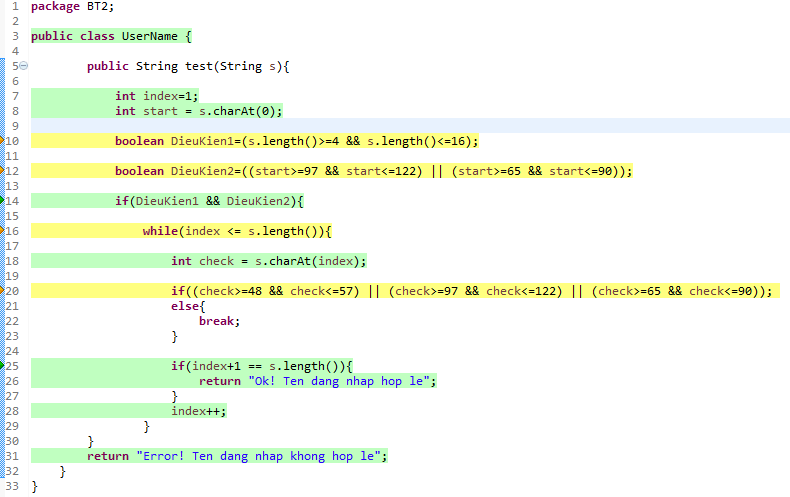 1 package BT2;
2
3 public class UserName {
4
5 public String test(String s){
6
7 int index=1;
8 int start = s.charAt(0);
9
10 boolean DieuKien1=(s.length()>=4 && s.length()<=16);
11
12 boolean DieuKien2=((start>=97 && start<=122) || (start>=65 && start<=90));
13
14 if(DieuKien1 && DieuKien2){
15
16 while(index <= s.length()){
17
18 int check = s.charAt(index);
19
20 if((check>=48 && check<=57) || (check>=97 && check<=122) || (check>=65 && check<=90));
21 else{
22 break;
23 }
24
25 if(index+1 == s.length()){
26 return "Ok! Ten dang nhap hop le";
27 }
28 index++;
29 }
30 }
31 return "Error! Ten dang nhap khong hop le";
32 }
33 }